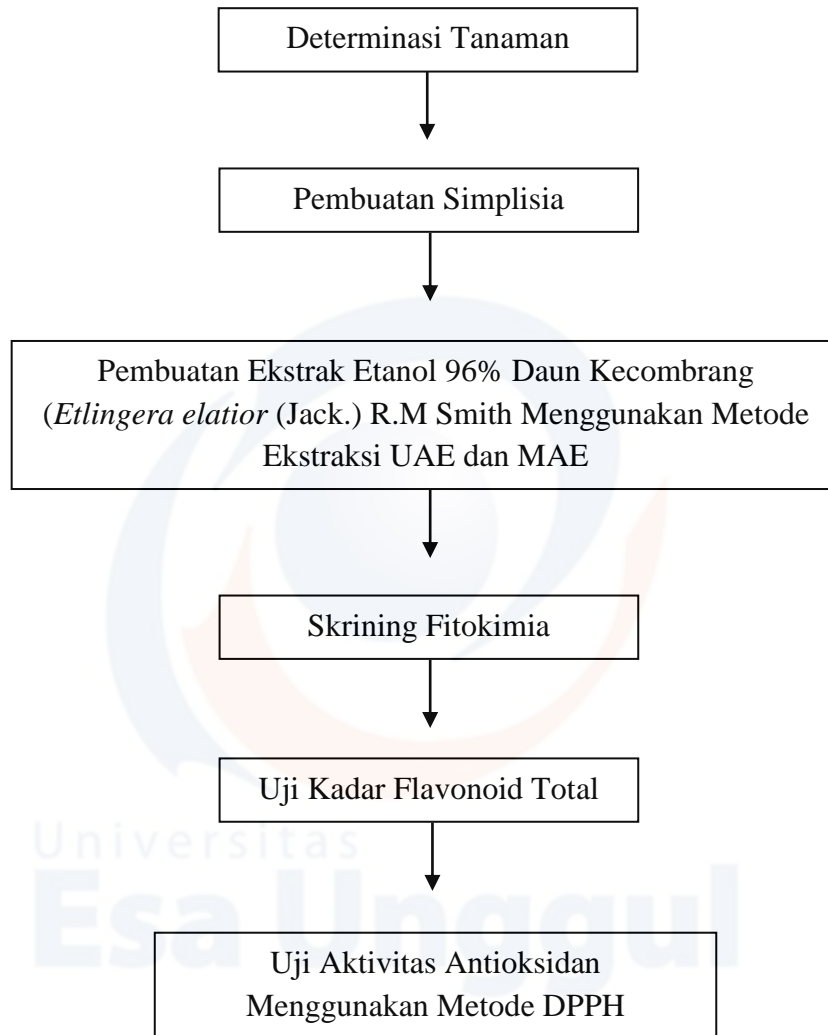 Determinasi Tanaman
Pembuatan Simplisia
Pembuatan Ekstrak Etanol 96% Daun Kecombrang
(Etlingera elatior (Jack.) R.M Smith Menggunakan Metode
Ekstraksi UAE dan MAE
Skrining Fitokimia
Uji Kadar Flavonoid Total
Universitas
Esa Unggul
Uji Aktivitas Antioksidan
Menggunakan Metode DPPH